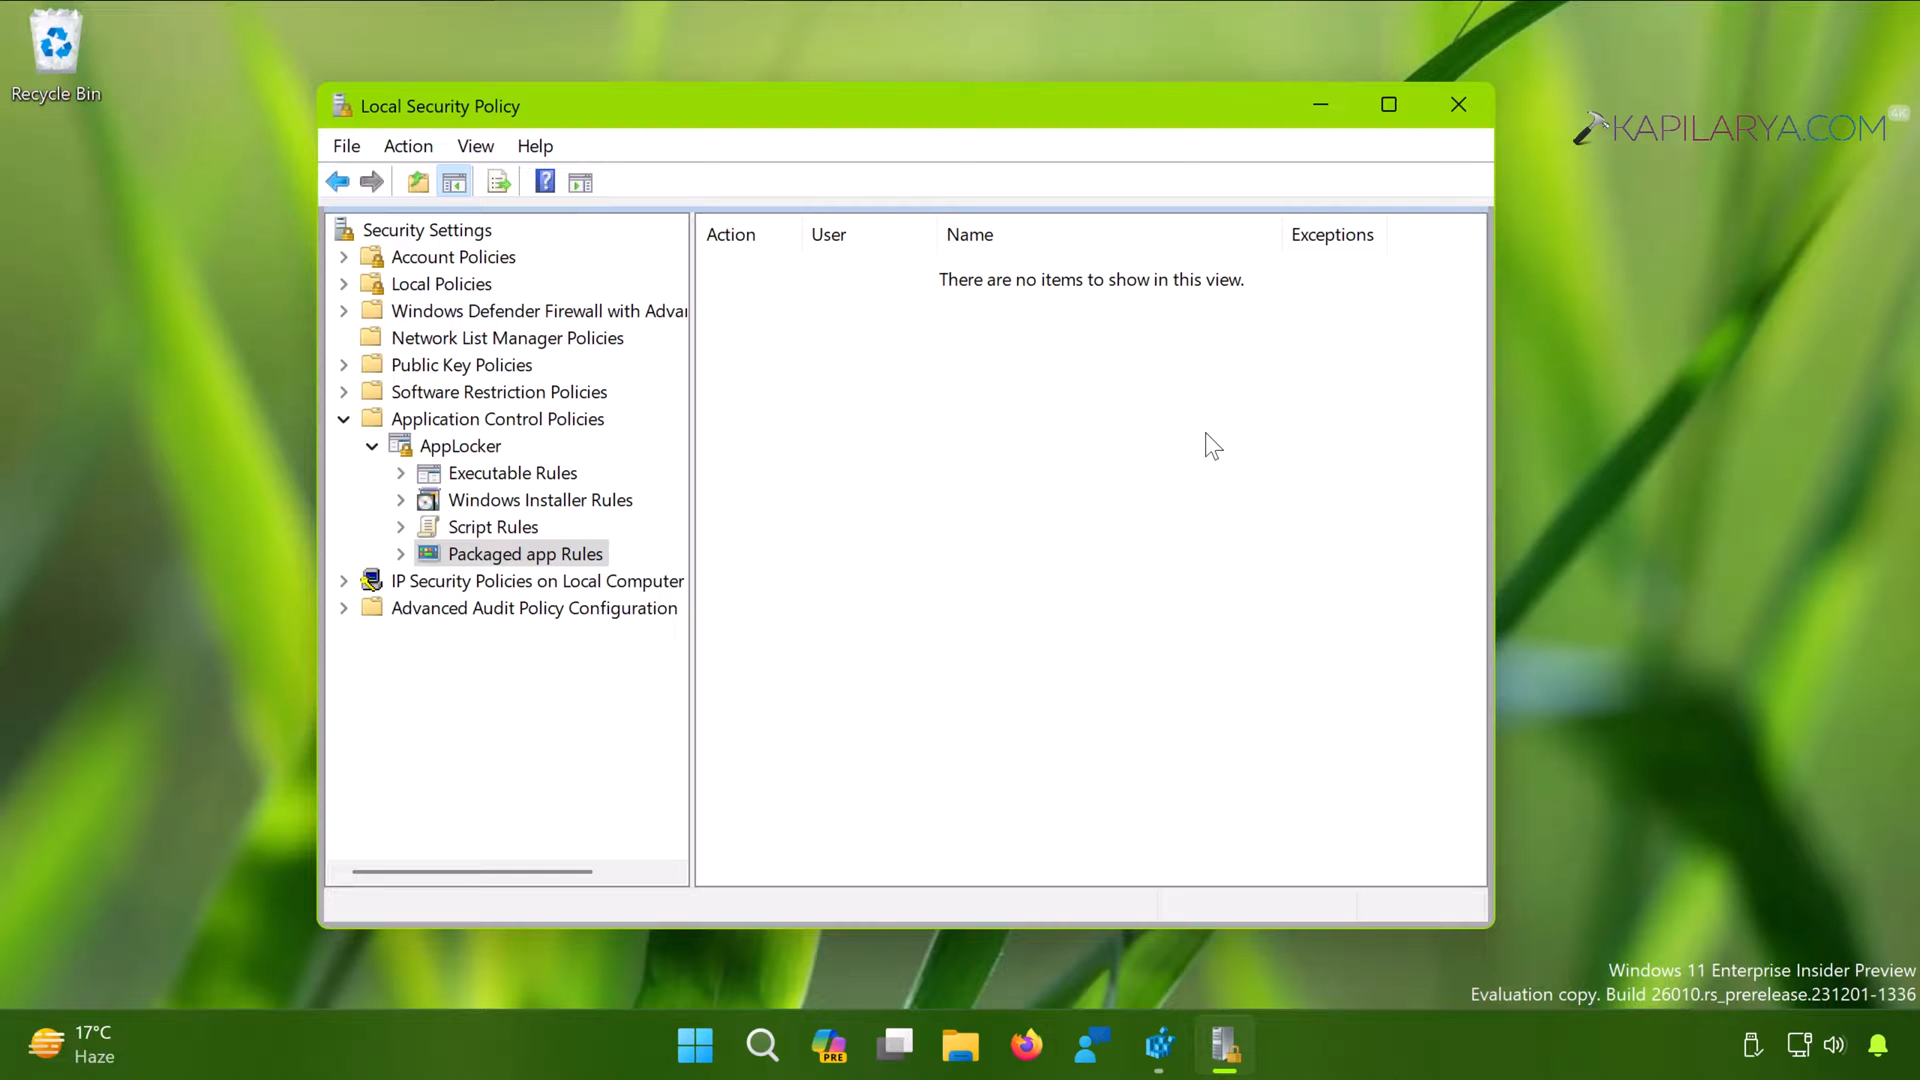 Recycle Bin
Local Security Policy
File Action View Help
Security Settings
Account Policies
Local Policies
Windows Defender Firewall with Advan
Network List Manager Policies
Public Key Policies
Software Restriction Policies
Application Control Policies
AppLocker
Executable Rules
Windows Installer Rules
Script Rules
Packaged app Rules
IP Security Policies on Local Computer
Advanced Audit Policy Configuration
Action User Name Exceptions
There are no items to show in this view.
KAPILARYA.COM
4K
Windows 11 Enterprise Insider Preview
Evaluation copy. Build 26010.rs_prerelease.231201-1336
17°C
Haze
PRE